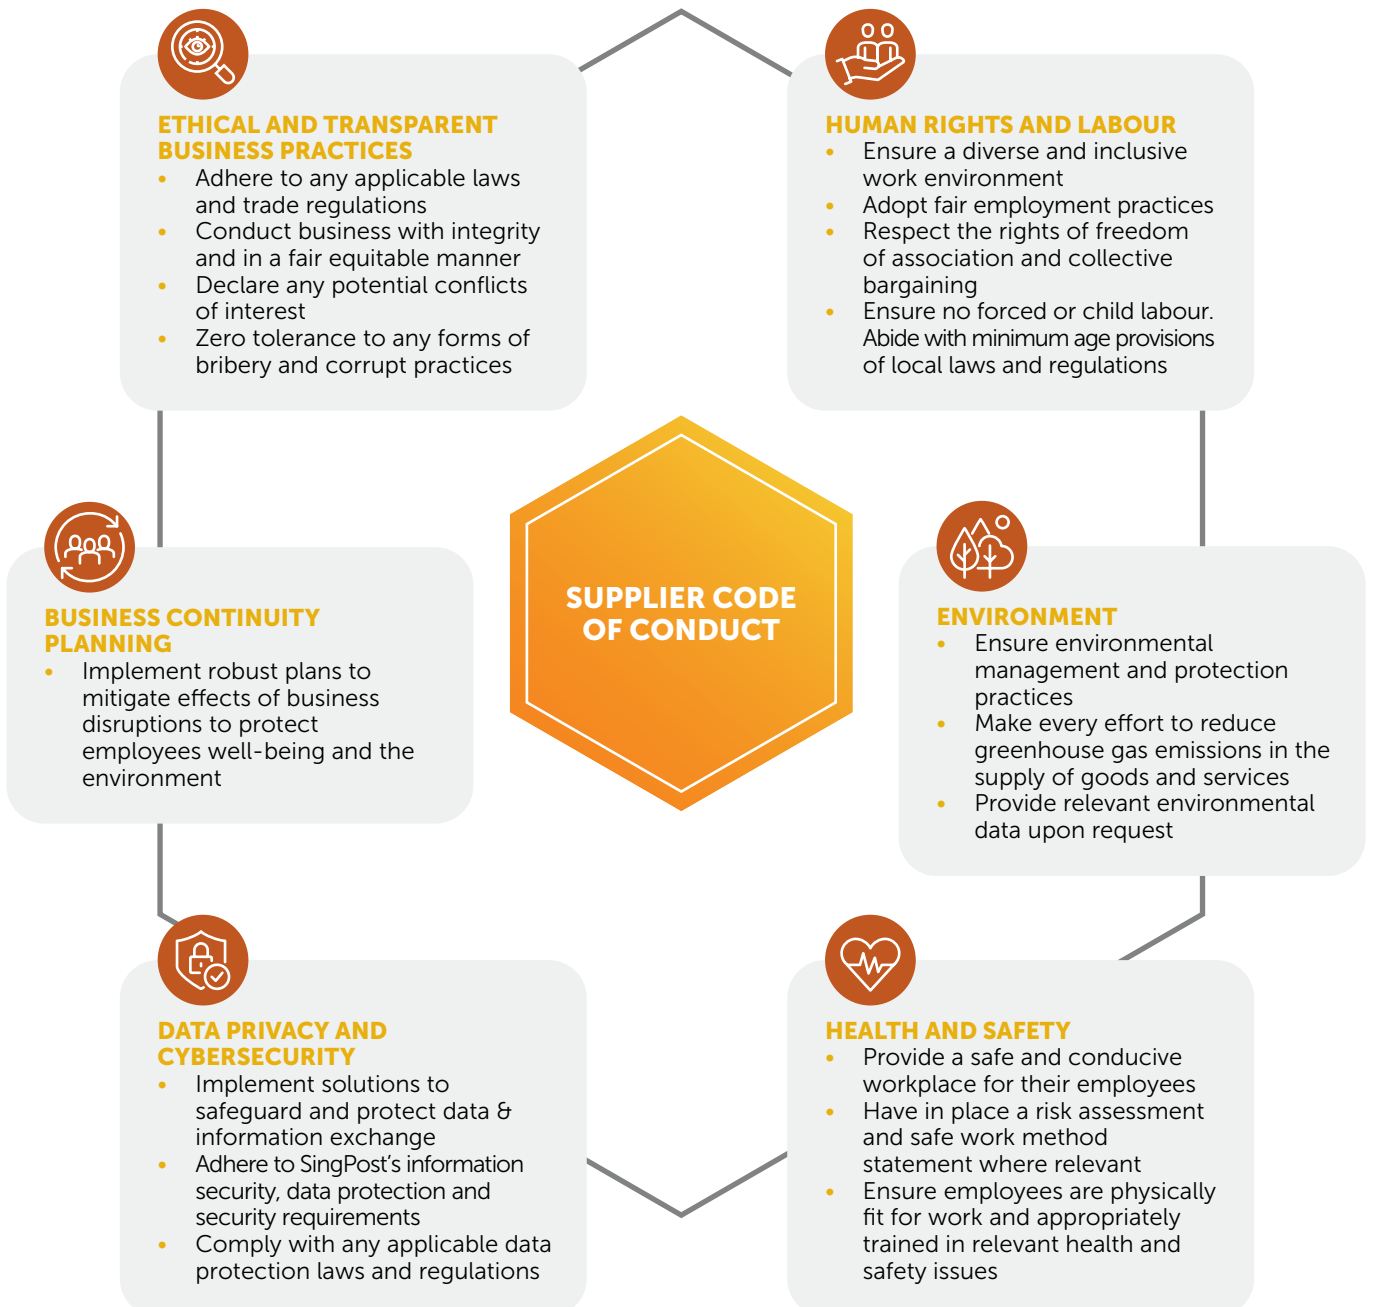 ETHICAL AND TRANSPARENT
BUSINESS PRACTICES
• Adhere to any applicable laws
and trade regulations
• Conduct business with integrity
and in a fair equitable manner
• Declare any potential conflicts
of interest
• Zero tolerance to any forms of
bribery and corrupt practices
HUMAN RIGHTS AND LABOUR
• Ensure a diverse and inclusive
work environment
• Adopt fair employment practices
• Respect the rights of freedom
of association and collective
bargaining
• Ensure no forced or child labour.
Abide with minimum age provisions
of local laws and regulations
BUSINESS CONTINUITY
PLANNING
• Implement robust plans to
mitigate effects of business
disruptions to protect
employees well-being and the
environment
SUPPLIER CODE
OF CONDUCT
ENVIRONMENT
• Ensure environmental
management and protection
practices
• Make every effort to reduce
greenhouse gas emissions in the
supply of goods and services
• Provide relevant environmental
data upon request
DATA PRIVACY AND
CYBERSECURITY
• Implement solutions to
safeguard and protect data &
information exchange
• Adhere to SingPost's information
security, data protection and
security requirements
• Comply with any applicable data
protection laws and regulations
HEALTH AND SAFETY
• Provide a safe and conducive
workplace for their employees
• Have in place a risk assessment
and safe work method
statement where relevant
• Ensure employees are physically
fit for work and appropriately
trained in relevant health and
safety issues